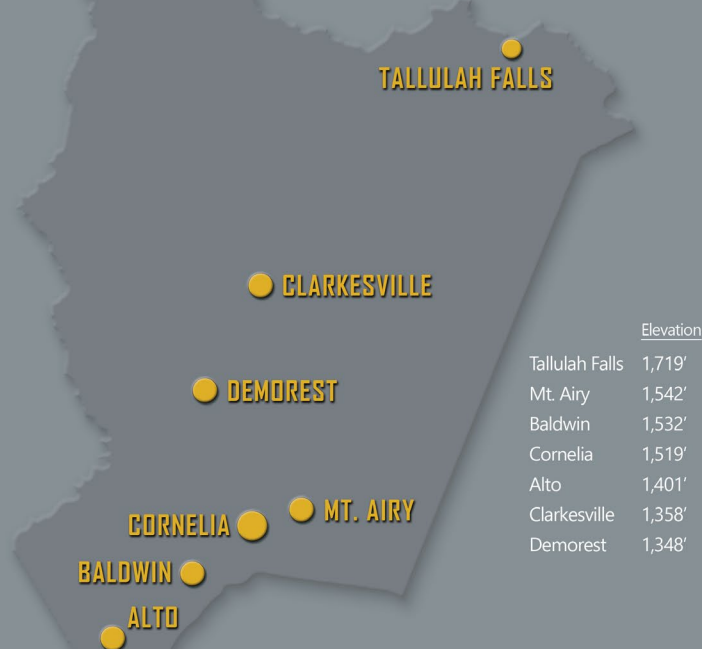 TALLULAH FALLS
CLARKESVILLE
DEMOREST
CORNELIA
MT. AIRY
BALDWIN
ALTO
Elevation
Tallulah Falls 1,719'
Mt. Airy 1,542'
Baldwin 1,532'
Cornelia 1,519'
Alto 1,401'
Clarkesville 1,358'
Demorest 1,348'